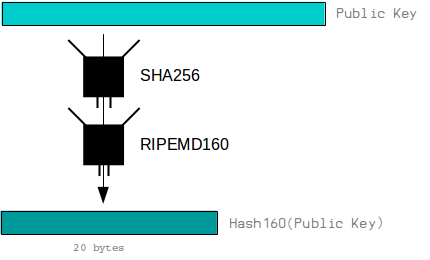 Public Key
SHA256
RIPEMD160
Hash160(Public Key)
20 bytes